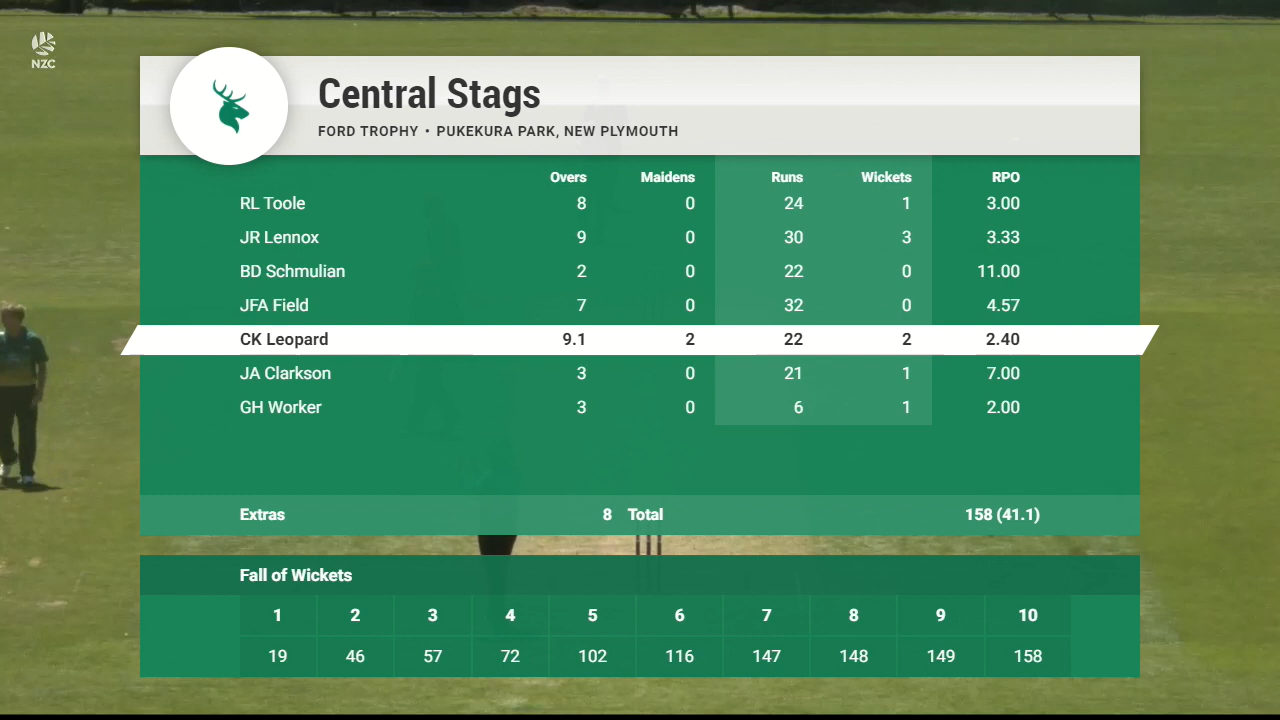 NZC
Central Stags
FORD TROPHY • PUKEKURA PARK, NEW PLYMOUTH
Overs Maidens Runs Wickets RPO
RL Toole 8 0 24 1 3.00
JR Lennox 9 0 30 3 3.33
BD Schmulian 2 0 22 0 11.00
JFA Field 7 0 32 0 4.57
CK Leopard 9.1 2 22 2 2.40
JA Clarkson 3 0 21 1 7.00
GH Worker 3 0 6 1 2.00
Extras 8 Total 158 (41.1)
Fall of Wickets
1 2 3 4 5 6 7 8 9 10
19 46 57 72 102 116 147 148 149 158